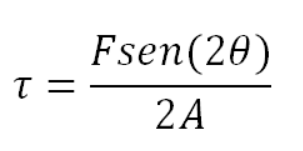 τ = Fsen(2θ) / 2A